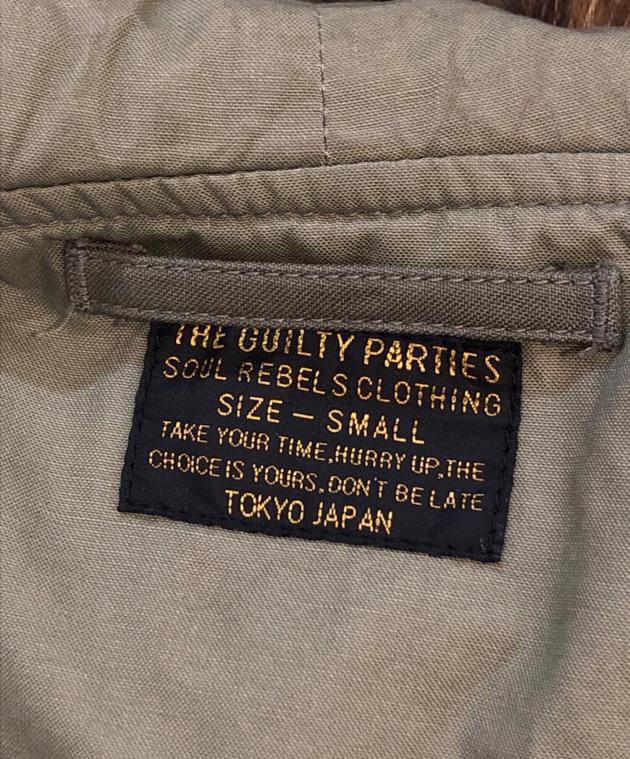 THE GUILTY PARTIES
SOUL REBELS CLOTHING
SIZE — SMALL
TAKE YOUR TIME,HURRY UP,THE
CHOICE IS YOURS,DON'T BE LATE
TOKYO JAPAN